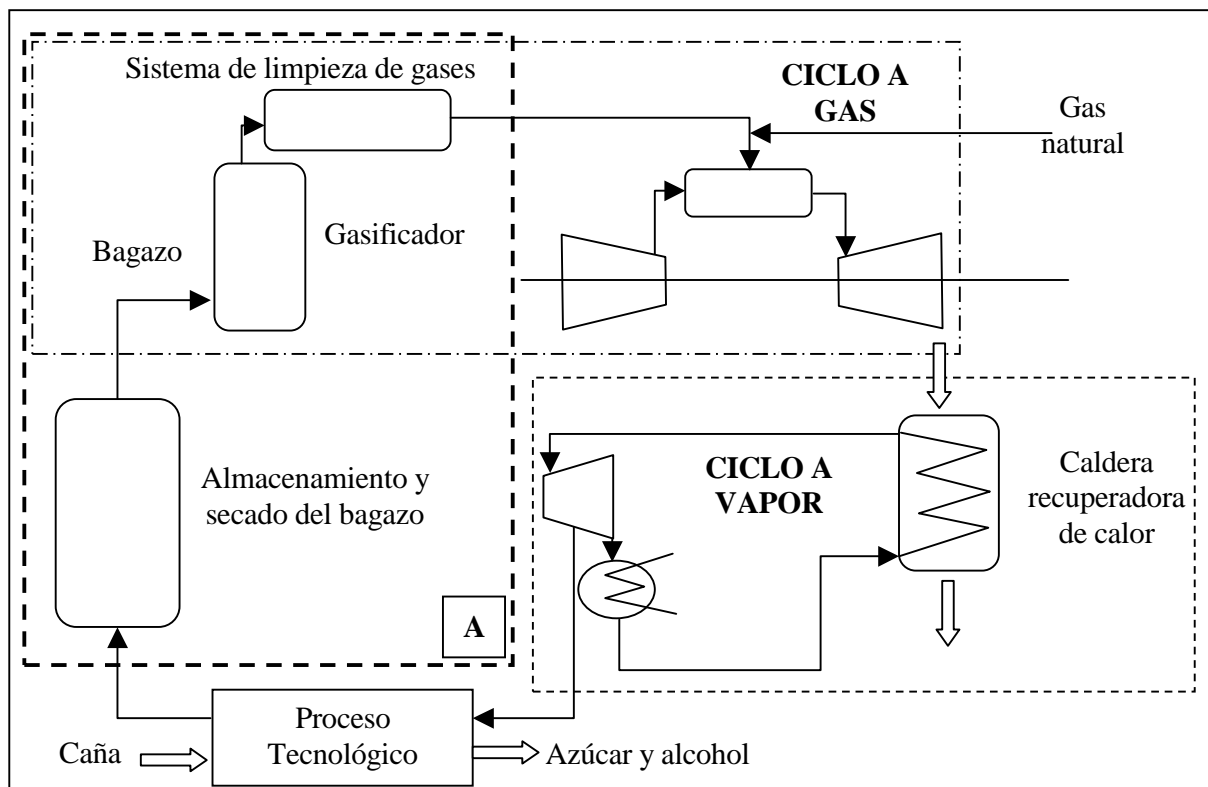 Sistema de limpieza de gases
CICLO A
GAS
Gas
natural
Bagazo
Gasificador
Almacenamiento y
secado del bagazo
CICLO A
VAPOR
Caldera
recuperadora
de calor
A
Proceso
Tecnológico
Caña
Azúcar y alcohol